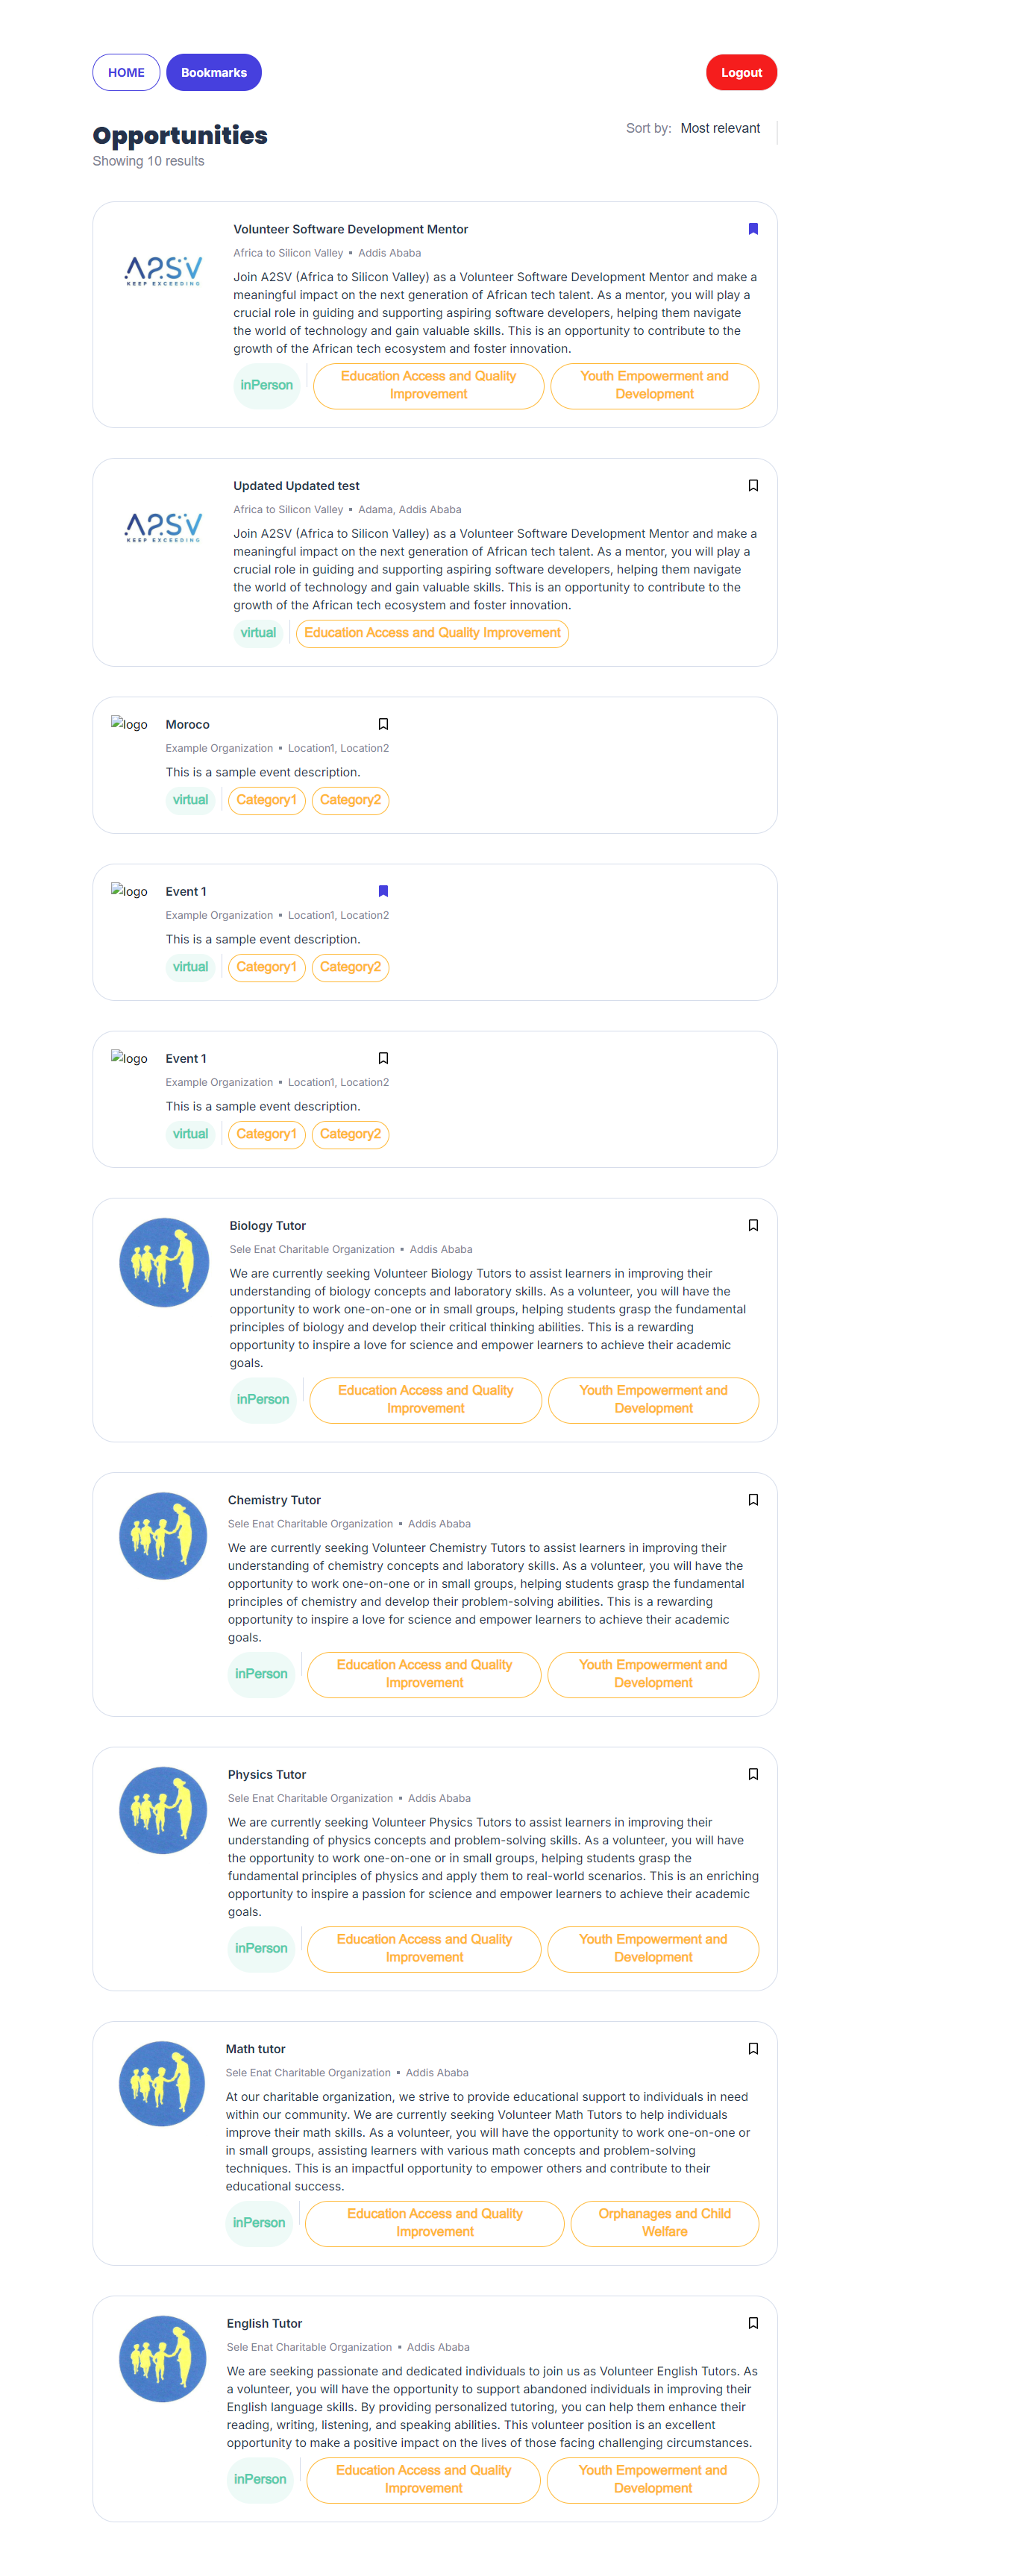 HOME Bookmarks Logout
Opportunities Sort by: Most relevant
Showing 10 results
Volunteer Software Development Mentor
Africa to Silicon Valley ▪ Addis Ababa
A2SV
KEEP EXCEEDING
Join A2SV (Africa to Silicon Valley) as a Volunteer Software Development Mentor and make a
meaningful impact on the next generation of African tech talent. As a mentor, you will play a
crucial role in guiding and supporting aspiring software developers, helping them navigate
the world of technology and gain valuable skills. This is an opportunity to contribute to the
growth of the African tech ecosystem and foster innovation.
inPerson
Education Access and Quality
Improvement
Youth Empowerment and
Development
Updated Updated test
Africa to Silicon Valley ▪ Adama, Addis Ababa
A2SV
KEEP EXCEEDING
Join A2SV (Africa to Silicon Valley) as a Volunteer Software Development Mentor and make a
meaningful impact on the next generation of African tech talent. As a mentor, you will play a
crucial role in guiding and supporting aspiring software developers, helping them navigate
the world of technology and gain valuable skills. This is an opportunity to contribute to the
growth of the African tech ecosystem and foster innovation.
virtual Education Access and Quality Improvement
logo Moroco
Example Organization ▪ Location1, Location2
This is a sample event description.
virtual Category1 Category2
logo Event 1
Example Organization ▪ Location1, Location2
This is a sample event description.
virtual Category1 Category2
logo Event 1
Example Organization ▪ Location1, Location2
This is a sample event description.
virtual Category1 Category2
Biology Tutor
Sele Enat Charitable Organization ▪ Addis Ababa
We are currently seeking Volunteer Biology Tutors to assist learners in improving their
understanding of biology concepts and laboratory skills. As a volunteer, you will have the
opportunity to work one-on-one or in small groups, helping students grasp the fundamental
principles of biology and develop their critical thinking abilities. This is a rewarding
opportunity to inspire a love for science and empower learners to achieve their academic
goals.
inPerson
Education Access and Quality
Improvement
Youth Empowerment and
Development
Chemistry Tutor
Sele Enat Charitable Organization ▪ Addis Ababa
We are currently seeking Volunteer Chemistry Tutors to assist learners in improving their
understanding of chemistry concepts and laboratory skills. As a volunteer, you will have the
opportunity to work one-on-one or in small groups, helping students grasp the fundamental
principles of chemistry and develop their problem-solving abilities. This is a rewarding
opportunity to inspire a love for science and empower learners to achieve their academic
goals.
inPerson
Education Access and Quality
Improvement
Youth Empowerment and
Development
Physics Tutor
Sele Enat Charitable Organization ▪ Addis Ababa
We are currently seeking Volunteer Physics Tutors to assist learners in improving their
understanding of physics concepts and problem-solving skills. As a volunteer, you will have
the opportunity to work one-on-one or in small groups, helping students grasp the
fundamental principles of physics and apply them to real-world scenarios. This is an enriching
opportunity to inspire a passion for science and empower learners to achieve their academic
goals.
inPerson
Education Access and Quality
Improvement
Youth Empowerment and
Development
Math tutor
Sele Enat Charitable Organization ▪ Addis Ababa
At our charitable organization, we strive to provide educational support to individuals in need
within our community. We are currently seeking Volunteer Math Tutors to help individuals
improve their math skills. As a volunteer, you will have the opportunity to work one-on-one or
in small groups, assisting learners with various math concepts and problem-solving
techniques. This is an impactful opportunity to empower others and contribute to their
educational success.
inPerson
Education Access and Quality
Improvement
Orphanages and Child
Welfare
English Tutor
Sele Enat Charitable Organization ▪ Addis Ababa
We are seeking passionate and dedicated individuals to join us as Volunteer English Tutors. As
a volunteer, you will have the opportunity to support abandoned individuals in improving their
English language skills. By providing personalized tutoring, you can help them enhance their
reading, writing, listening, and speaking abilities. This volunteer position is an excellent
opportunity to make a positive impact on the lives of those facing challenging circumstances.
inPerson
Education Access and Quality
Improvement
Youth Empowerment and
Development